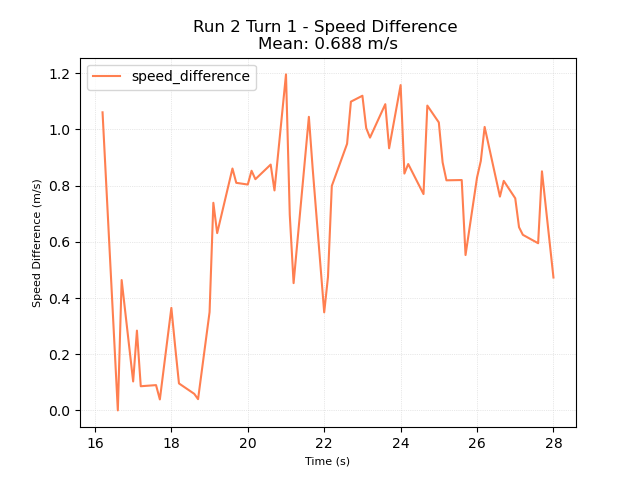 Run 2 Turn 1 - Speed Difference
Mean: 0.688 m/s
speed_difference
1.2
1.0
0.8
0.6
0.4
0.2
0.0
Speed Difference (m/s)
16 18 20 22 24 26 28
Time (s)